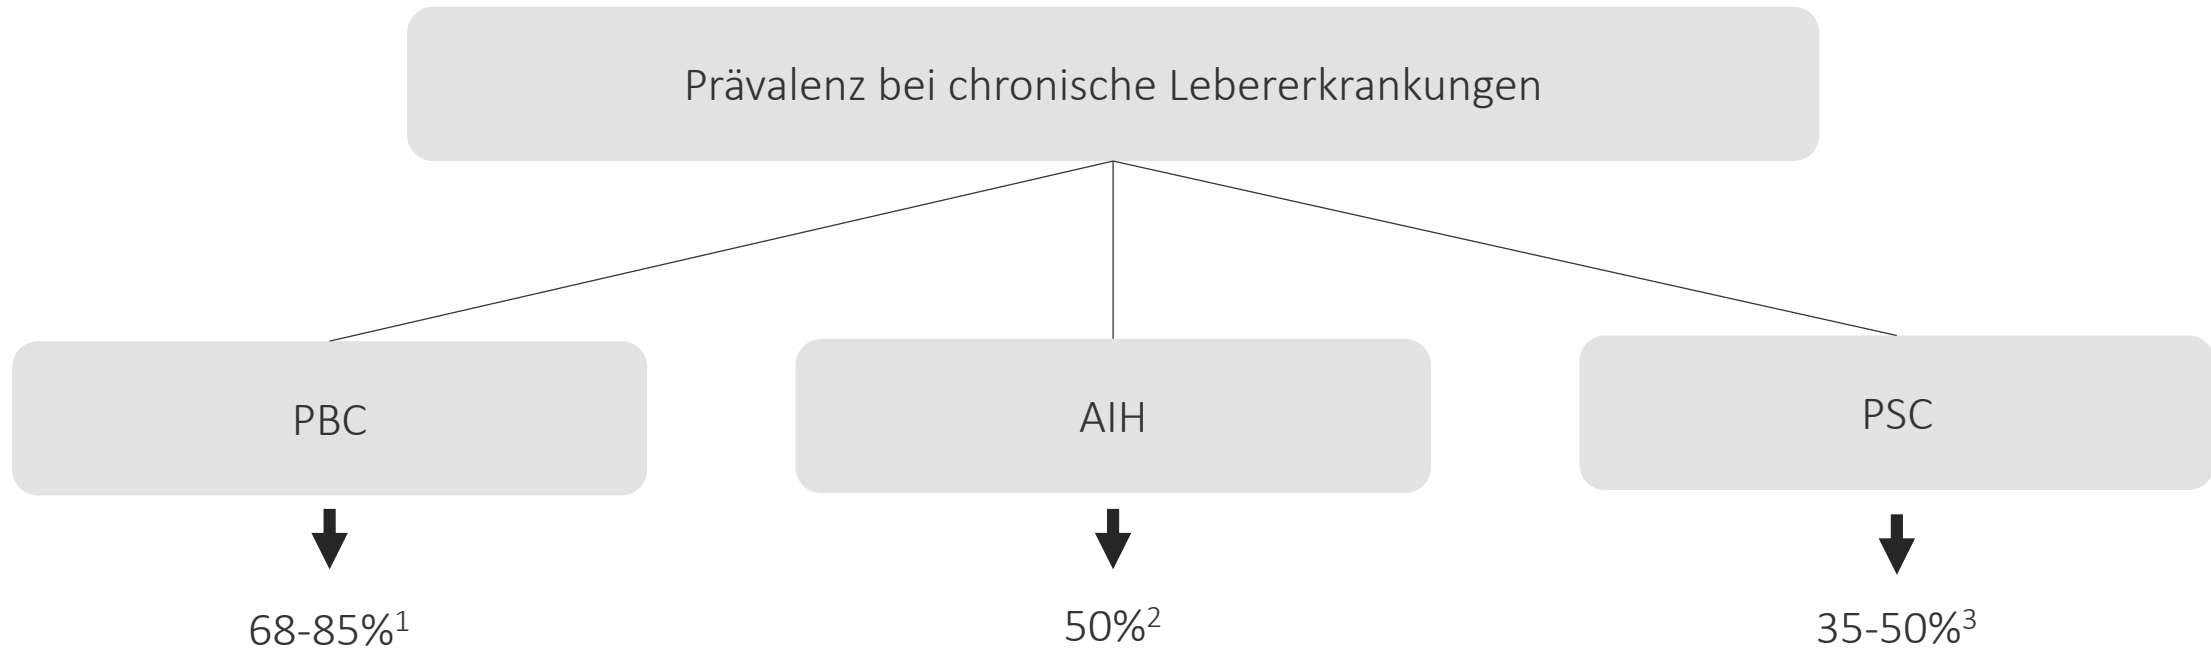 Prävalenz bei chronische Lebererkrankungen
PBC
AIH
PSC
68-85%¹
50%²
35-50%³